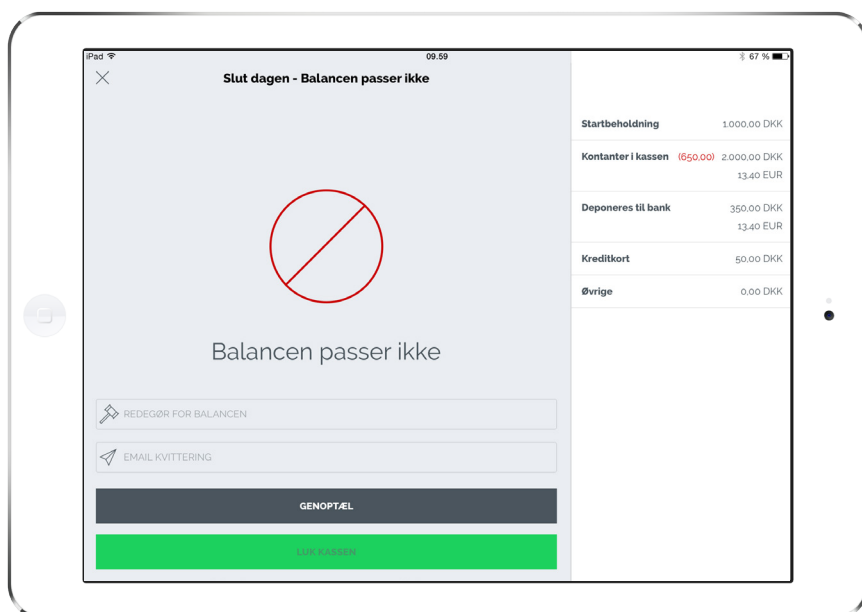 iPad 09.59 67 %
Slut dagen - Balancen passer ikke
Balancen passer ikke
REDEGØR FOR BALANCEN
EMAIL KVITTERING
GENOPTÆL
LUK KASSEN
Startbeholdning 1.000,00 DKK
Kontanter i kassen (650,00) 2.000,00 DKK
13,40 EUR
Deponeres til bank 350,00 DKK
13,40 EUR
Kreditkort 50,00 DKK
Øvrige 0,00 DKK